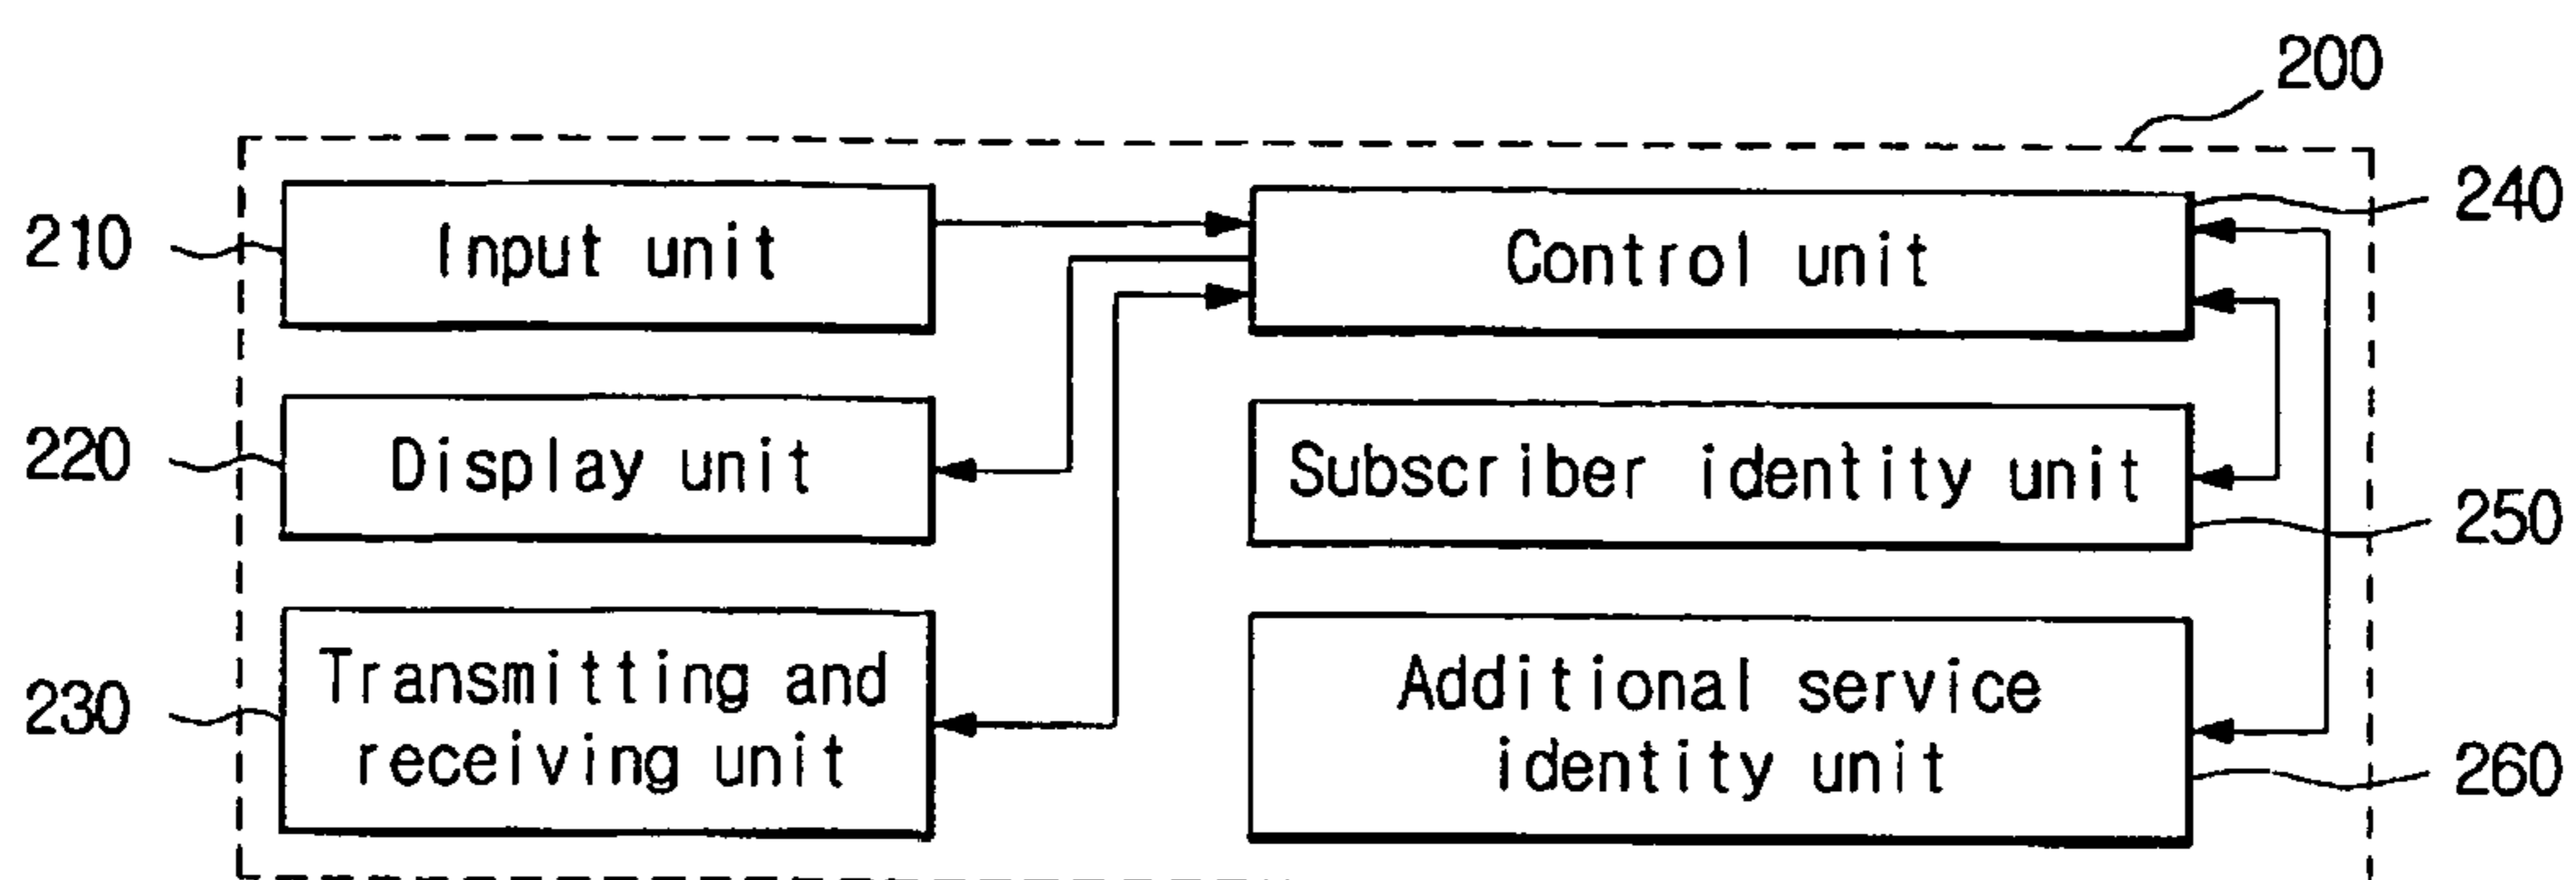 200
210
Input unit
Control unit
240
220
Display unit
Subscriber identity unit
250
230
Transmitting and
receiving unit
Additional service
identity unit
260